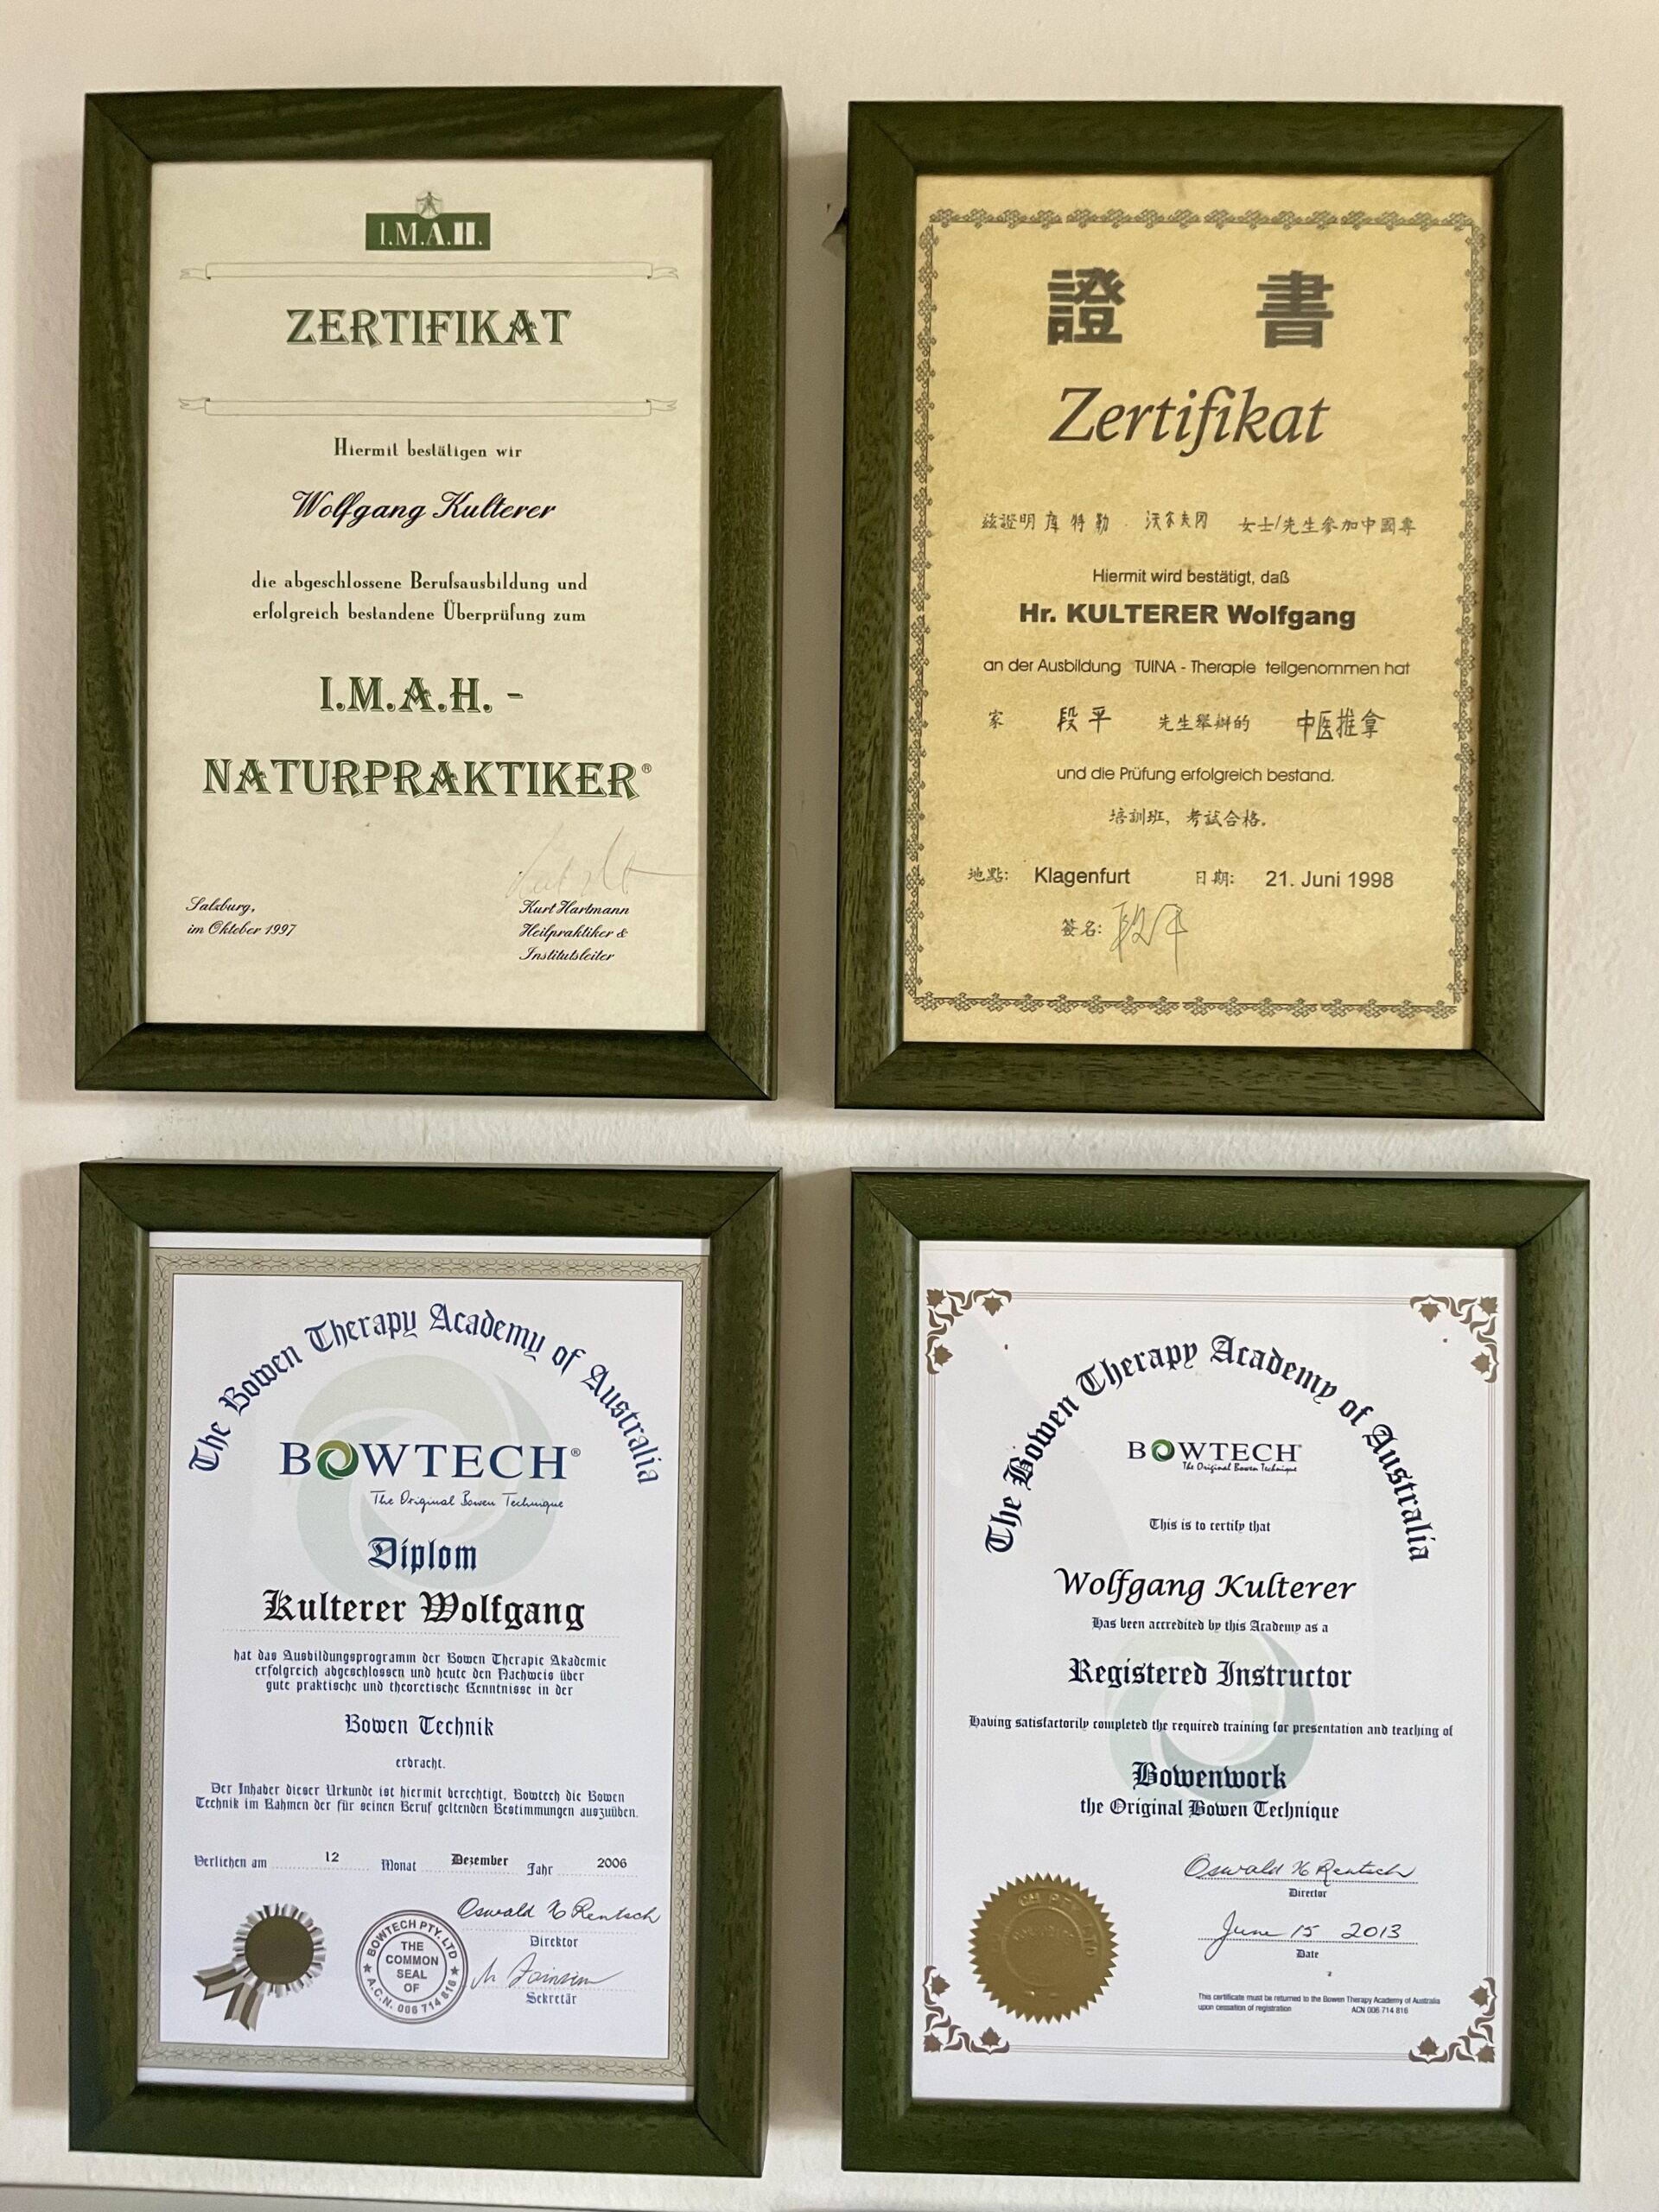 I.M.A.H.
ZERTIFIKAT
Hiermit bestätigen wir
Wolfgang Kulterer
die abgeschlossene Berufsausbildung und
erfolgreich bestandene Überprüfung zum
I.M.A.H. -
NATURPRAKTIKER®
Salzburg,
im Oktober 1997
Kurt Hartmann
Heilpraktiker &
Institutsleiter
證 書
Zertifikat
茲證明 库特勒 . 沃尔夫冈 女士/先生參加中國專
Hiermit wird bestätigt, daß
Hr. KULTERER Wolfgang
an der Ausbildung TUINA - Therapie teilgenommen hat
家 段平 先生舉辦的 中医推拿
und die Prüfung erfolgreich bestand.
培訓班, 考試合格.
地點: Klagenfurt 日期: 21. Juni 1998
簽名: 段平
The Bowen Therapy Academy of Australia
BOWTECH®
The Original Bowen Technique
Diplom
Kulterer Wolfgang
hat das Ausbildungsprogramm der Bowen Therapie Akademie
erfolgreich abgeschlossen und heute den Nachweis über
gute praktische und theoretische Kenntnisse in der
Bowen Technik
erbracht.
Der Inhaber dieser Urkunde ist hiermit berechtigt, Bowtech die Bowen
Technik im Rahmen der für seinen Beruf geltenden Bestimmungen auszuüben.
Verliehen am 12 Monat Dezember Jahr 2006
Oswald H Rentsch
Direktor
Sekretär
BOWTECH PTY. LTD
THE
COMMON
SEAL
OF
A.C.N. 006 714 816
The Bowen Therapy Academy of Australia
BOWTECH®
The Original Bowen Technique
This is to certify that
Wolfgang Kulterer
Has been accredited by this Academy as a
Registered Instructor
Having satisfactorily completed the required training for presentation and teaching of
Bowenwork
the Original Bowen Technique
Oswald H Rentsch
Director
June 15 2013
Date
This certificate must be returned to the Bowen Therapy Academy of Australia
upon cessation of registration ACN 006 714 816